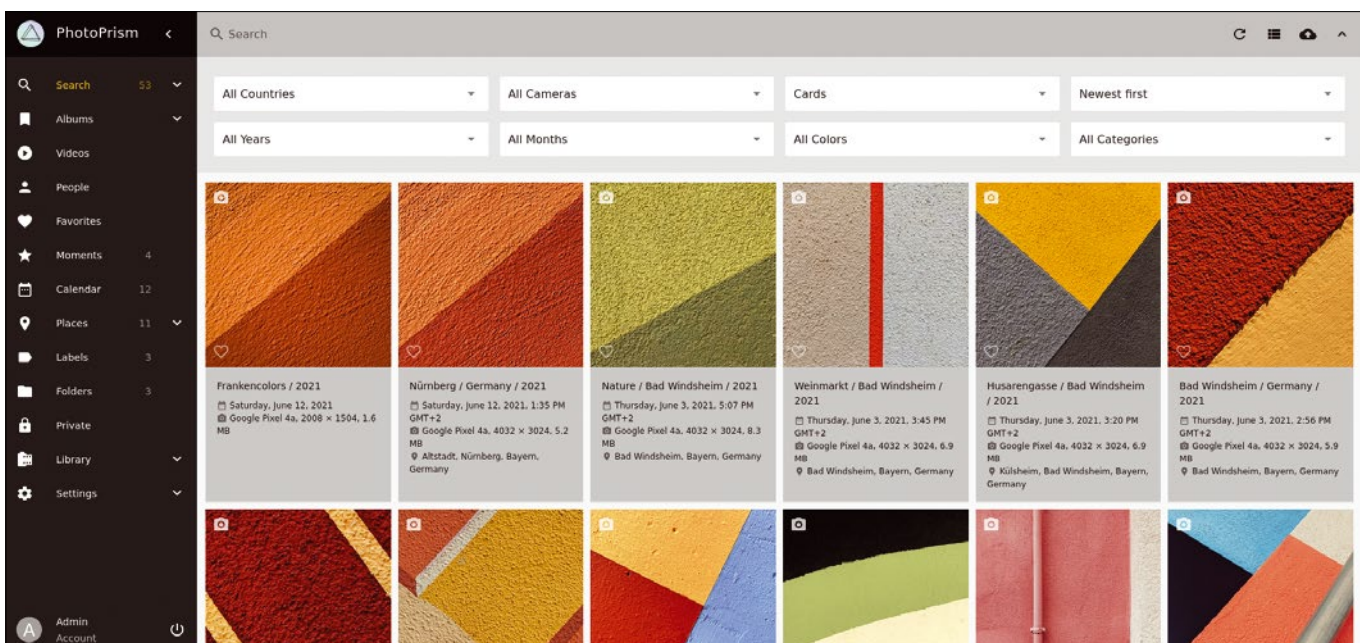 PhotoPrism
Search
Search 53
Albums
Videos
People
Favorites
Moments 4
Calendar 12
Places 11
Labels 3
Folders 3
Private
Library
Settings
A
Admin
Account
All Countries
All Cameras
Cards
Newest first
All Years
All Months
All Colors
All Categories
Frankencolors / 2021
Saturday, June 12, 2021
Google Pixel 4a, 2008 × 1504, 1.6
MB
Nürnberg / Germany / 2021
Saturday, June 12, 2021, 1:35 PM
GMT+2
Google Pixel 4a, 4032 × 3024, 5.2
MB
Altstadt, Nürnberg, Bayern,
Germany
Nature / Bad Windsheim / 2021
Thursday, June 3, 2021, 5:07 PM
GMT+2
Google Pixel 4a, 4032 × 3024, 8.3
MB
Bad Windsheim, Bayern, Germany
Weinmarkt / Bad Windsheim /
2021
Thursday, June 3, 2021, 3:45 PM
GMT+2
Google Pixel 4a, 4032 × 3024, 6.9
MB
Bad Windsheim, Bayern, Germany
Husarengasse / Bad Windsheim
/ 2021
Thursday, June 3, 2021, 3:20 PM
GMT+2
Google Pixel 4a, 4032 × 3024, 6.9
MB
Külsheim, Bad Windsheim, Bayern,
Germany
Bad Windsheim / Germany /
2021
Thursday, June 3, 2021, 2:56 PM
GMT+2
Google Pixel 4a, 4032 × 3024, 5.9
MB
Bad Windsheim, Bayern, Germany